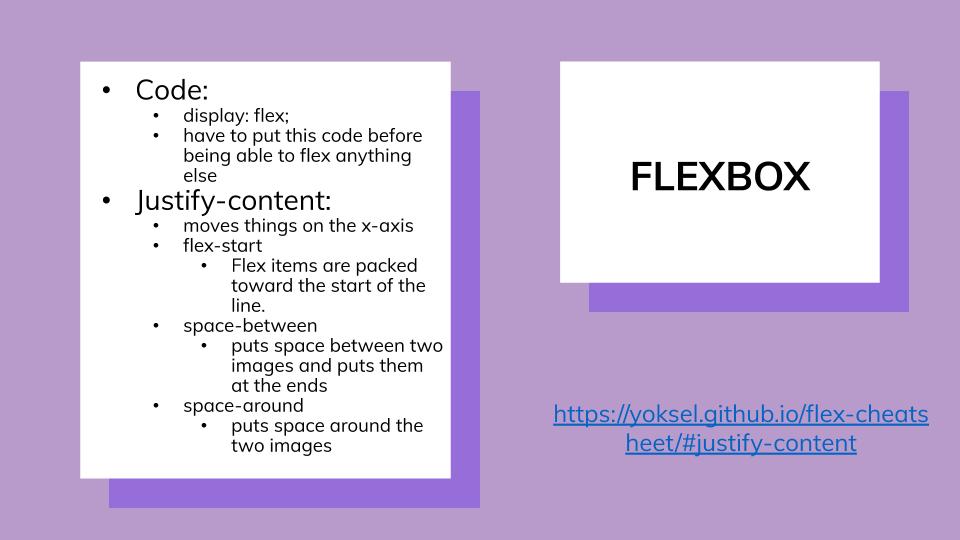 • Code:
• display: flex;
• have to put this code before
being able to flex anything
else
• Justify-content:
• moves things on the x-axis
• flex-start
• Flex items are packed
toward the start of the
line.
• space-between
• puts space between two
images and puts them
at the ends
• space-around
• puts space around the
two images
FLEXBOX
https://yoksel.github.io/flex-cheats
heet/#justify-content